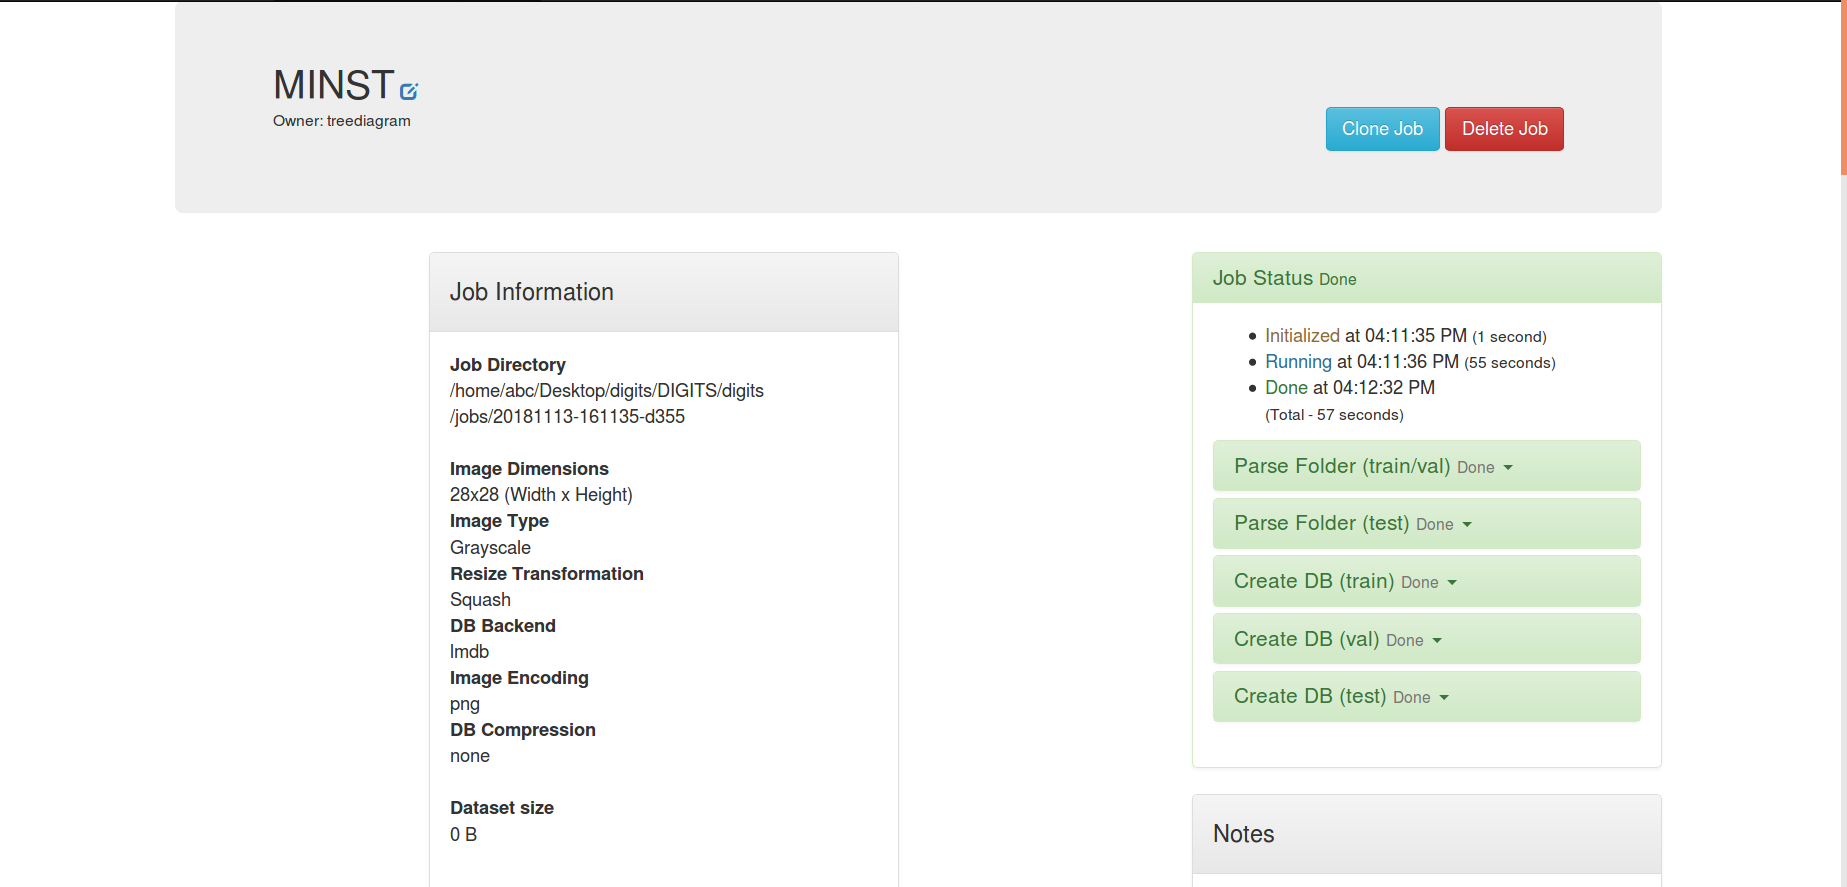 MINST
Owner: treediagram
Clone Job
Delete Job
Job Information
Job Directory
/home/abc/Desktop/digits/DIGITS/digits
/jobs/20181113-161135-d355
Image Dimensions
28x28 (Width x Height)
Image Type
Grayscale
Resize Transformation
Squash
DB Backend
lmdb
Image Encoding
png
DB Compression
none
Dataset size
0 B
Job Status Done
Initialized at 04:11:35 PM (1 second)
Running at 04:11:36 PM (55 seconds)
Done at 04:12:32 PM
(Total - 57 seconds)
Parse Folder (train/val) Done
Parse Folder (test) Done
Create DB (train) Done
Create DB (val) Done
Create DB (test) Done
Notes